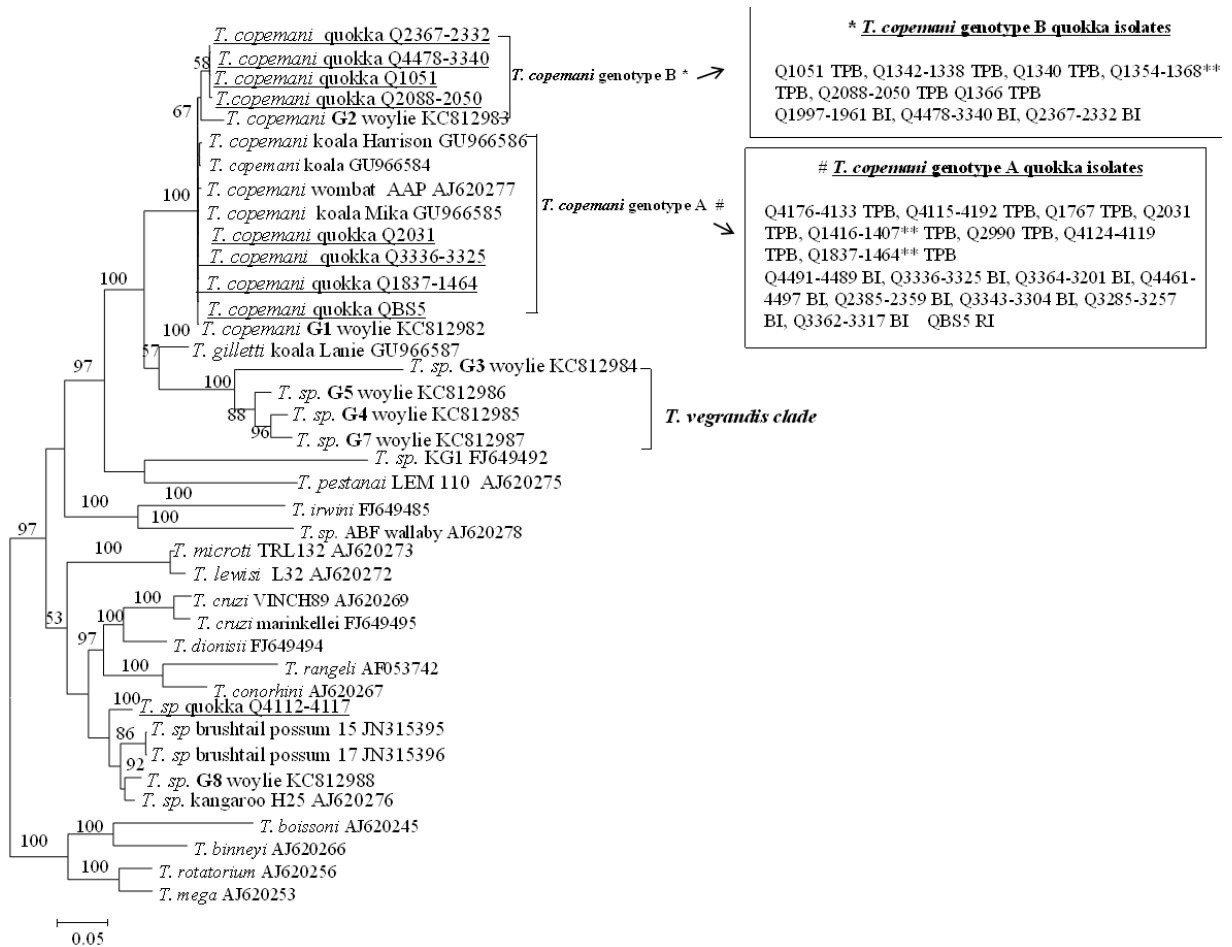 T. copemani quokka Q2367-2332
58
T. copemani quokka Q4478-3340
T. copemani quokka Q1051
T. copemani genotype B *
67
T.copemani quokka Q2088-2050
T. copemani G2 woylie KC812983
T. copemani koala Harrison GU966586
T. copemani koala GU966584
100
T. copemani wombat AAP AJ620277
T. copemani genotype A #
T. copemani koala Mika GU966585
T. copemani quokka Q2031
T. copemani quokka Q3336-3325
100
T. copemani quokka Q1837-1464
T. copemani quokka QBS5
100
T. copemani G1 woylie KC812982
57
T. gilletti koala Lanie GU966587
97
T. sp. G3 woylie KC812984
100
T. sp. G5 woylie KC812986
88
T. sp. G4 woylie KC812985
T. vegrandis clade
96
T. sp. G7 woylie KC812987
T. sp. KG1 FJ649492
T. pestanai LEM 110 AJ620275
100
100
T. irwini FJ649485
100
97
T. sp. ABF wallaby AJ620278
100
T. microti TRL132 AJ620273
T. lewisi L32 AJ620272
100
T. cruzi VINCH89 AJ620269
53
100
T. cruzi marinkellei FJ649495
97
T. dionisii FJ649494
100
T. rangeli AF053742
T. conorhini AJ620267
100
T. sp quokka Q4112-4117
86
T. sp brushtail possum 15 JN315395
T. sp brushtail possum 17 JN315396
92
T. sp. G8 woylie KC812988
T. sp. kangaroo H25 AJ620276
100
100
T. boissoni AJ620245
T. binneyi AJ620266
100
T. rotatorium AJ620256
T. mega AJ620253
0.05
* T. copemani genotype B quokka isolates
Q1051 TPB, Q1342-1338 TPB, Q1340 TPB, Q1354-1368**
TPB, Q2088-2050 TPB Q1366 TPB
Q1997-1961 BI, Q4478-3340 BI, Q2367-2332 BI
# T. copemani genotype A quokka isolates
Q4176-4133 TPB, Q4115-4192 TPB, Q1767 TPB, Q2031
TPB, Q1416-1407** TPB, Q2990 TPB, Q4124-4119
TPB, Q1837-1464** TPB
Q4491-4489 BI, Q3336-3325 BI, Q3364-3201 BI, Q4461-
4497 BI, Q2385-2359 BI, Q3343-3304 BI, Q3285-3257
BI, Q3362-3317 BI QBS5 RI